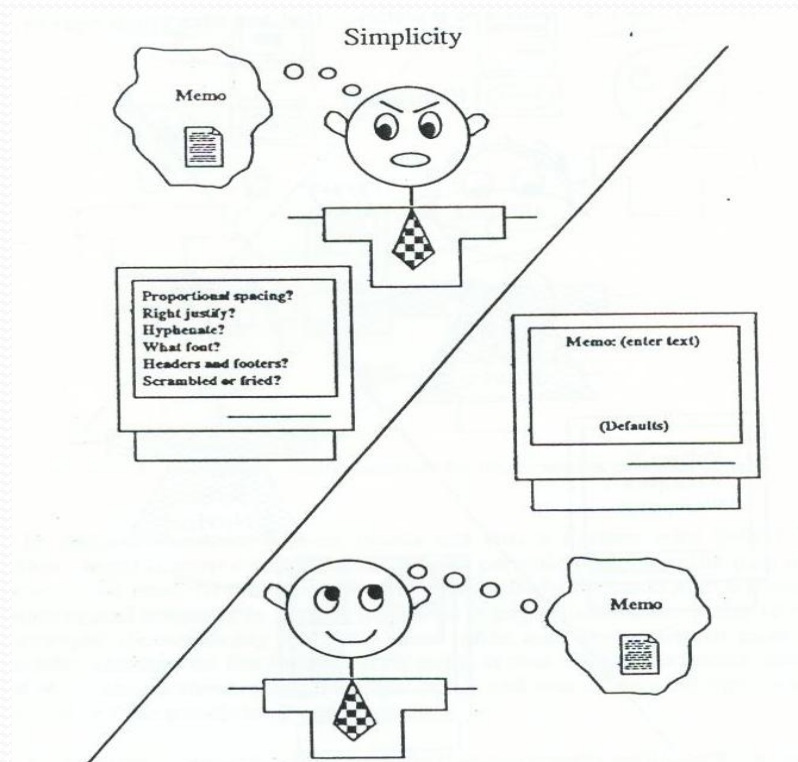 Simplicity
Memo
Proportional spacing?
Right justify?
Hyphenate?
What font?
Headers and footers?
Scrambled or fried?
Memo: (enter text)
(Defaults)
Memo